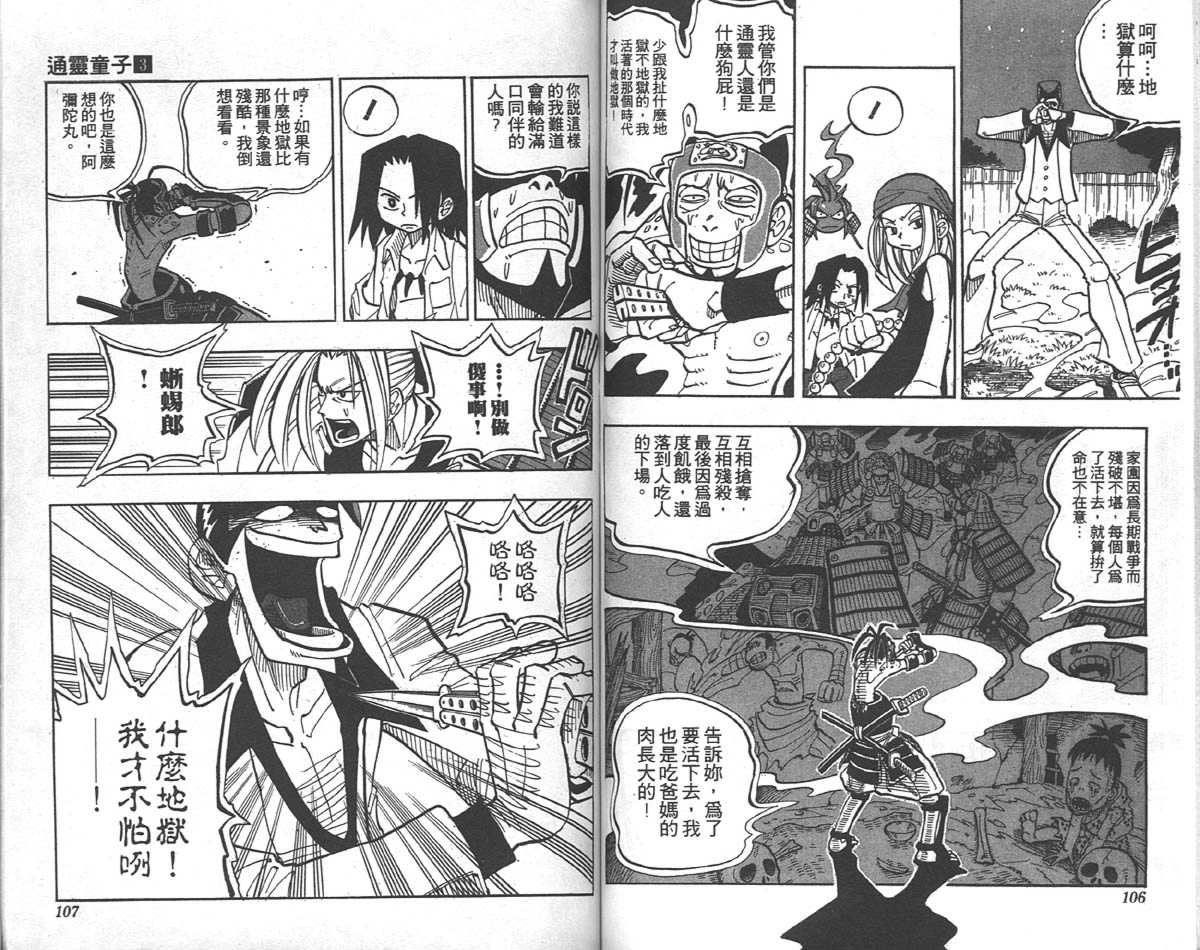 呵呵…地
獄算什麼
…
我管你們是
通靈人還是
什麼狗屁！
少跟我扯什麼地
獄不地獄的，我
活著的那個時代
才叫做地獄！
！
家園因為長期戰爭而
殘破不堪，每個人為
了活下去，就算拚了
命也不在意…
互相搶奪，
互相殘殺，
最後因為過
度飢餓，還
落到人吃人
的下場。
告訴妳，為了
要活下去，我
也是吃爸媽的
肉長大的！
106
通靈童子3
你說這樣
的我難道
會輸給滿
口同伴的
人嗎？
！
哼…如果有
什麼地獄比
那種景象還
殘酷，我倒
想看看。
你也是這麼
想的吧，阿
彌陀丸。
…！別做
傻事啊！
蜥蜴郎
！
咯咯咯
咯咯！
什麼地獄！
我才不怕咧
——！
107